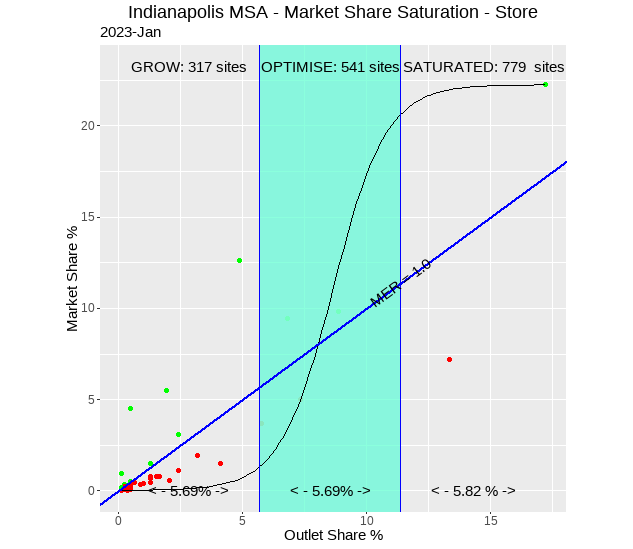 Indianapolis MSA - Market Share Saturation - Store
2023-Jan
GROW: 317 sites OPTIMISE: 541 sites SATURATED: 779 sites
20
15
10
5
0
Market Share %
MER = 1.0
< - 5.69% -> < - 5.69% -> < - 5.82 % ->
0 5 10 15
Outlet Share %